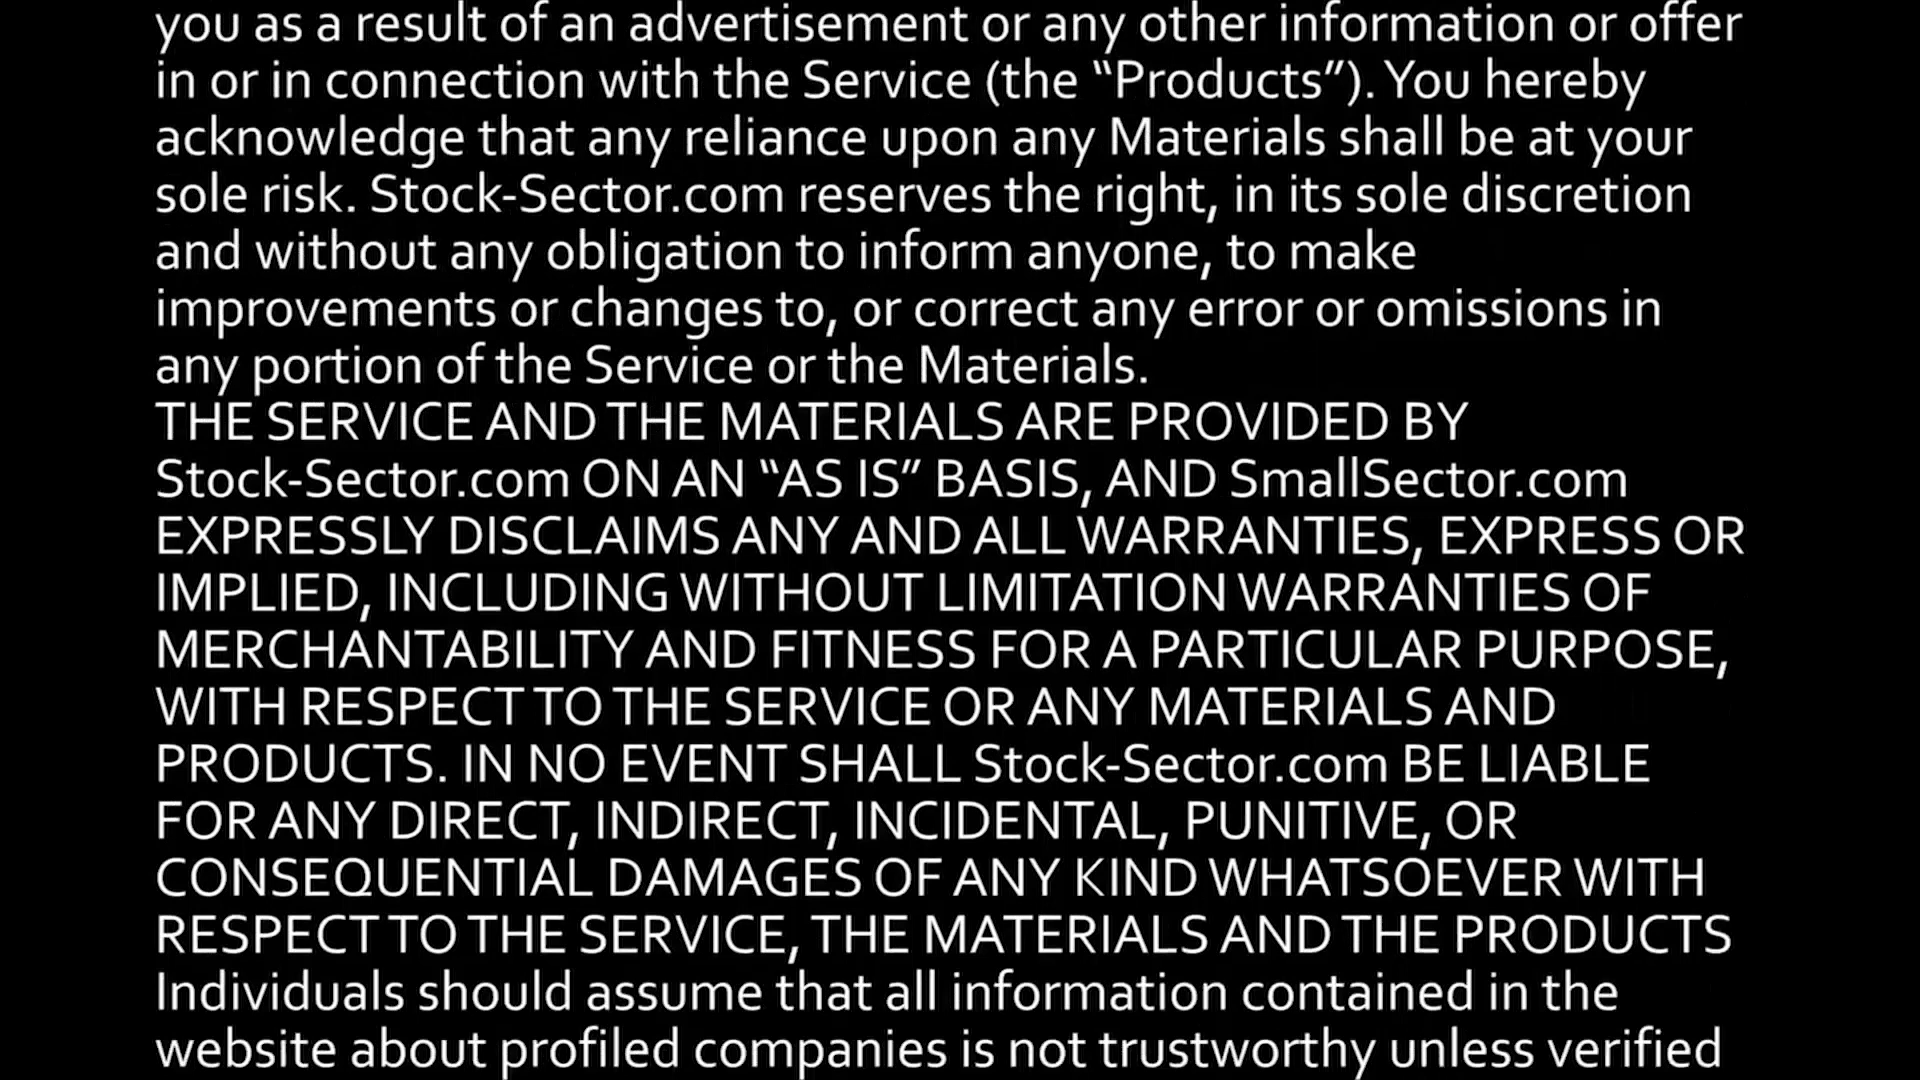 you as a result of an advertisement or any other information or offer
in or in connection with the Service (the “Products”). You hereby
acknowledge that any reliance upon any Materials shall be at your
sole risk. Stock-Sector.com reserves the right, in its sole discretion
and without any obligation to inform anyone, to make
improvements or changes to, or correct any error or omissions in
any portion of the Service or the Materials.
THE SERVICE AND THE MATERIALS ARE PROVIDED BY
Stock-Sector.com ON AN “AS IS” BASIS, AND SmallSector.com
EXPRESSLY DISCLAIMS ANY AND ALL WARRANTIES, EXPRESS OR
IMPLIED, INCLUDING WITHOUT LIMITATION WARRANTIES OF
MERCHANTABILITY AND FITNESS FOR A PARTICULAR PURPOSE,
WITH RESPECT TO THE SERVICE OR ANY MATERIALS AND
PRODUCTS. IN NO EVENT SHALL Stock-Sector.com BE LIABLE
FOR ANY DIRECT, INDIRECT, INCIDENTAL, PUNITIVE, OR
CONSEQUENTIAL DAMAGES OF ANY KIND WHATSOEVER WITH
RESPECT TO THE SERVICE, THE MATERIALS AND THE PRODUCTS
Individuals should assume that all information contained in the
website about profiled companies is not trustworthy unless verified